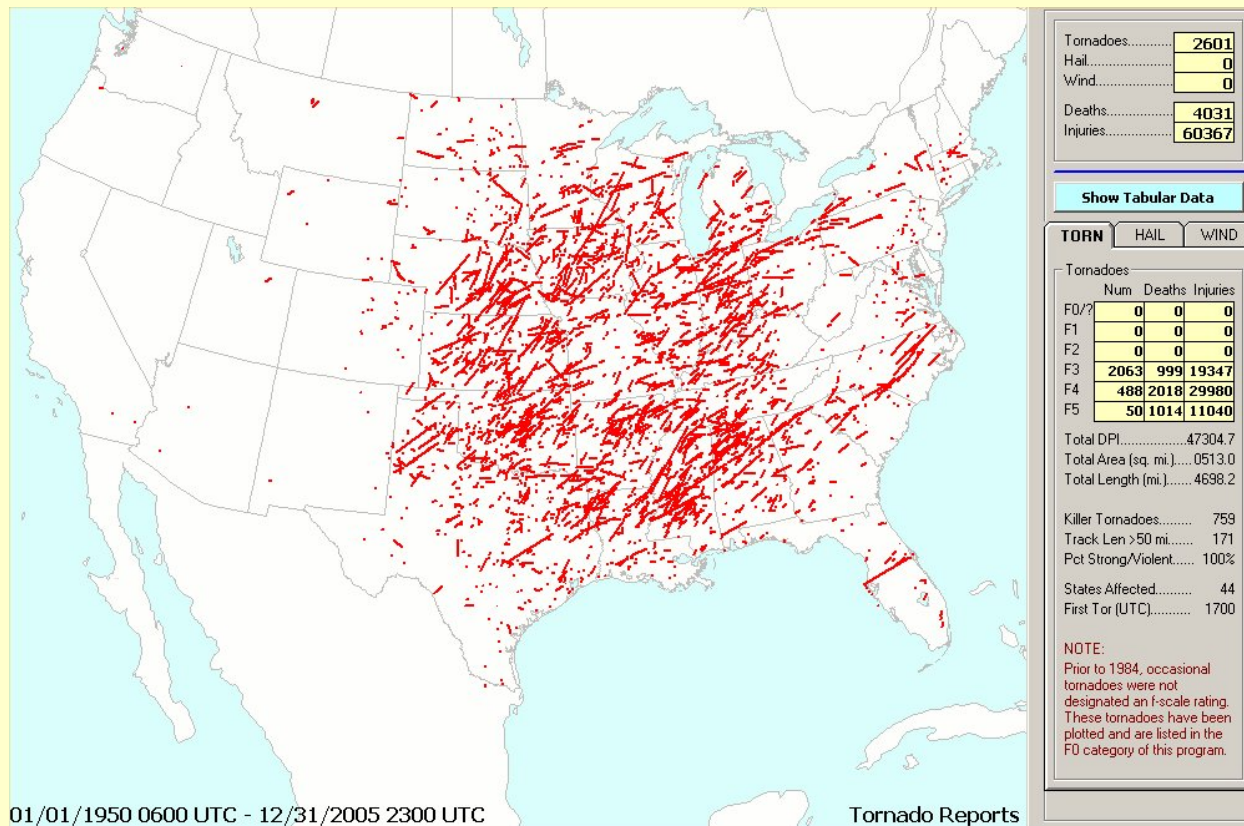 Tornadoes........... 2601
Hail..................... 0
Wind................... 0
Deaths................ 4031
Injuries................ 60367
Show Tabular Data
TORN HAIL WIND
Tornadoes
Num Deaths Injuries
F0/? 0 0 0
F1 0 0 0
F2 0 0 0
F3 2063 999 19347
F4 488 2018 29980
F5 50 1014 11040
Total DPI................47304.7
Total Area (sq. mi.).....0513.0
Total Length (mi.)......4698.2
Killer Tornadoes........ 759
Track Len >50 mi....... 171
Pct Strong/Violent...... 100%
States Affected.......... 44
First Tor (UTC).......... 1700
NOTE:
Prior to 1984, occasional
tornadoes were not
designated an f-scale rating.
These tornadoes have been
plotted and are listed in the
F0 category of this program.
01/01/1950 0600 UTC - 12/31/2005 2300 UTC
Tornado Reports